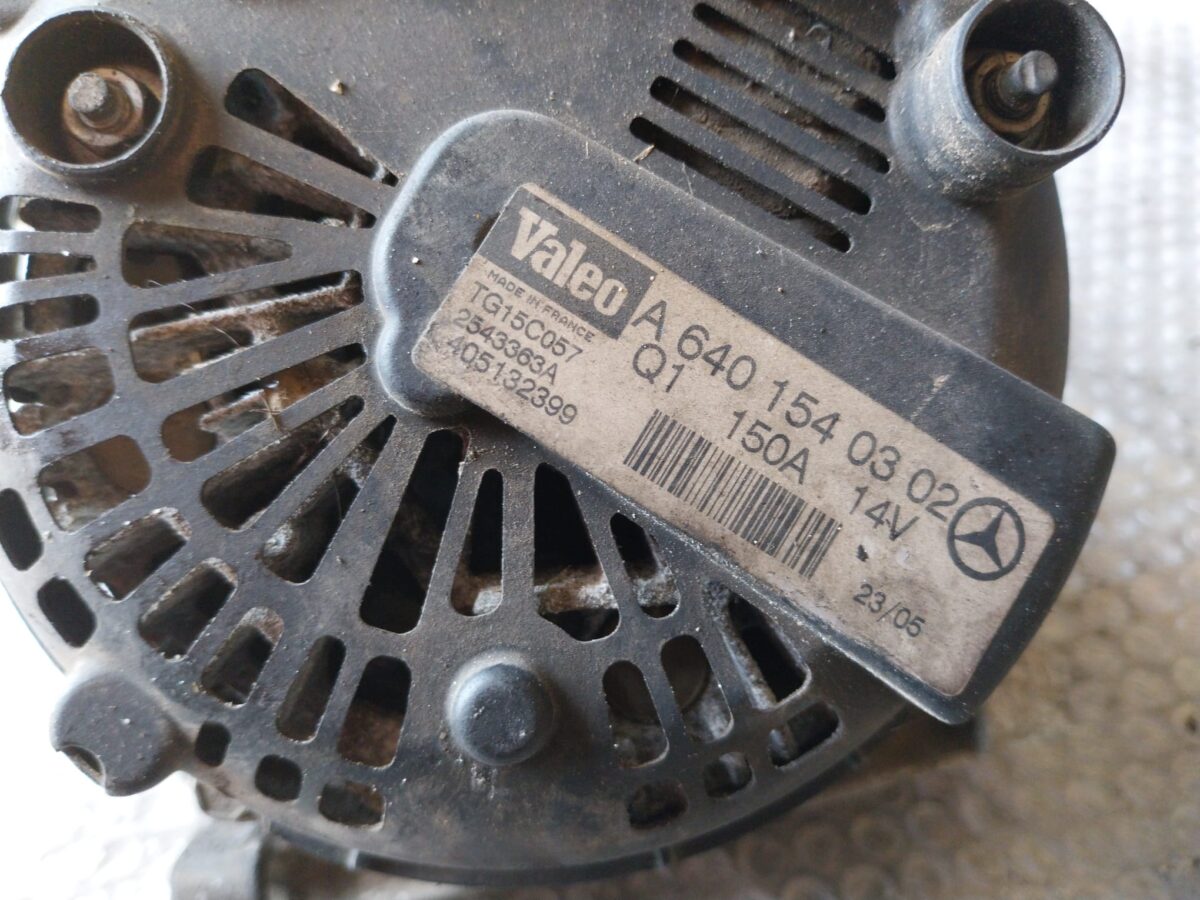 Valeo
MADE IN FRANCE
TG15C057
2543363A
405132399
A 640 154 03 02
Q1 150A 14V
23/05